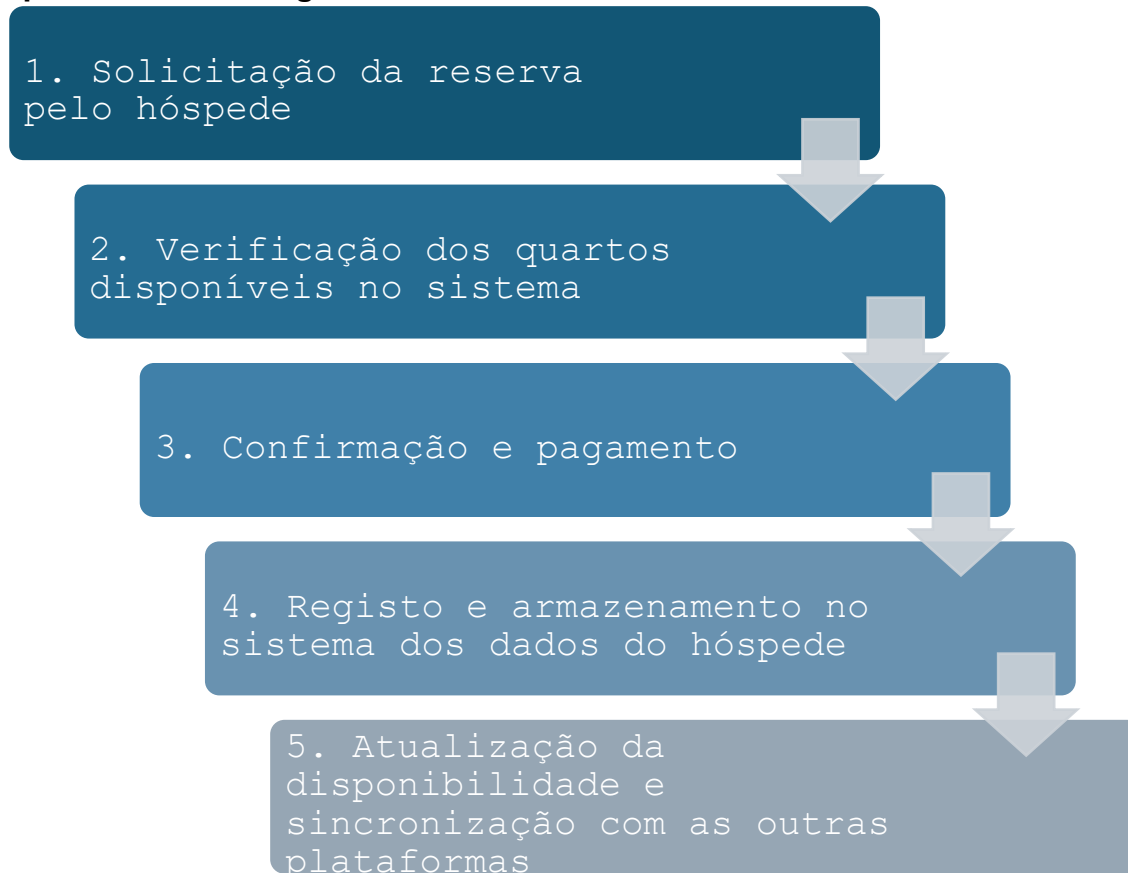 1. Solicitação da reserva
pelo hóspede
2. Verificação dos quartos
disponíveis no sistema
3. Confirmação e pagamento
4. Registo e armazenamento no
sistema dos dados do hóspede
5. Atualização da
disponibilidade e
sincronização com as outras
plataformas